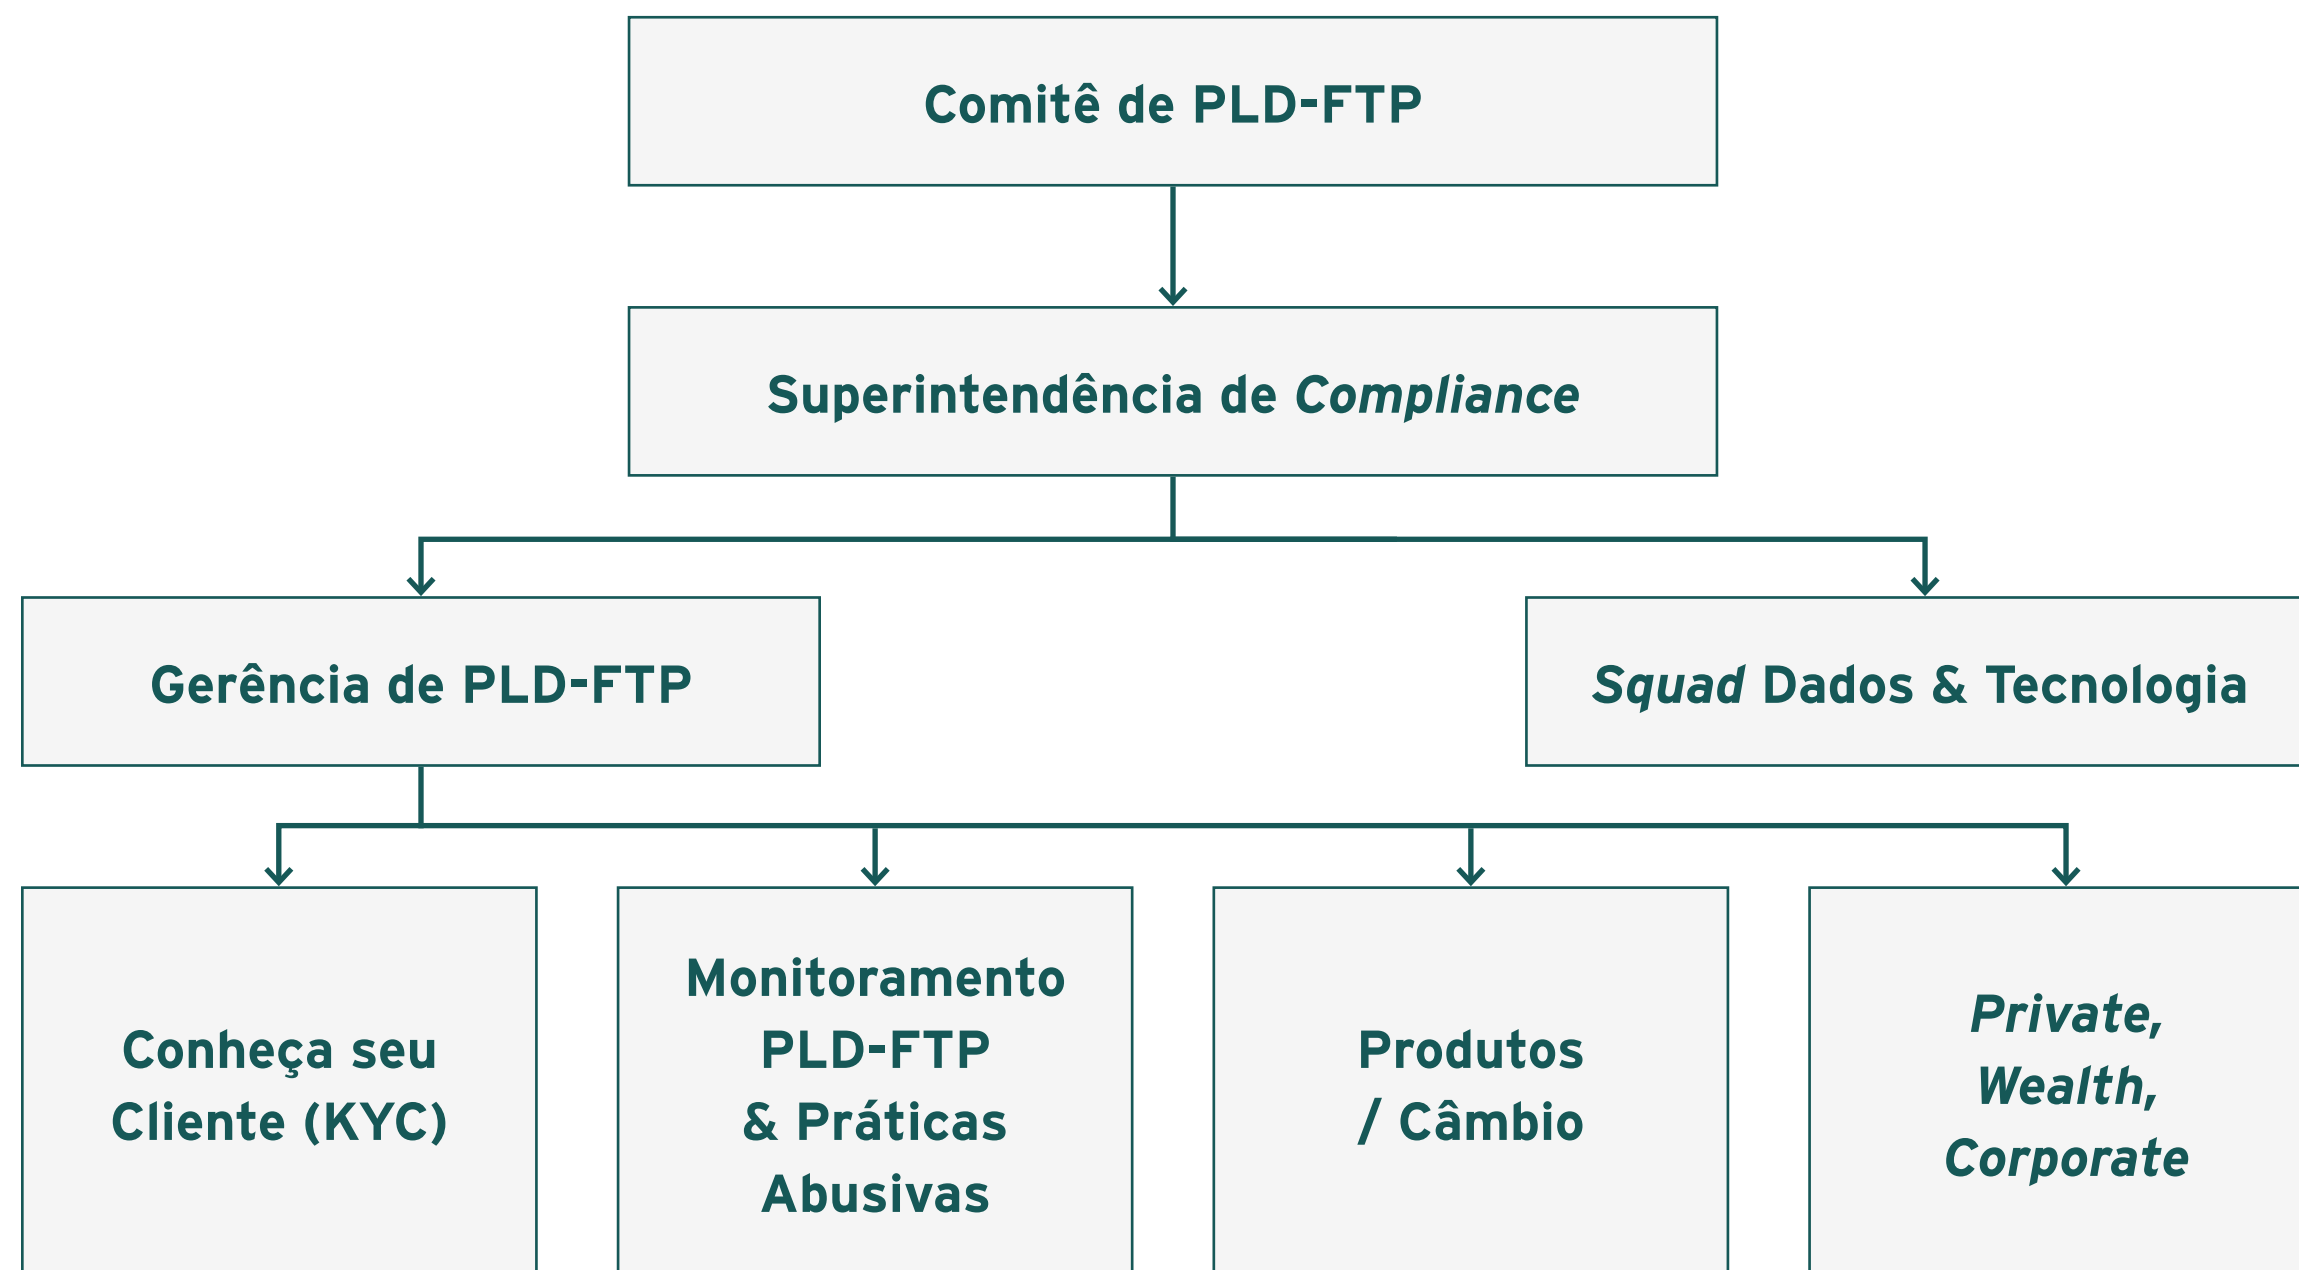 Comitê de PLD-FTP
Superintendência de Compliance
Gerência de PLD-FTP
Squad Dados & Tecnologia
Conheça seu
Cliente (KYC)
Monitoramento
PLD-FTP
& Práticas
Abusivas
Produtos
/ Câmbio
Private,
Wealth,
Corporate